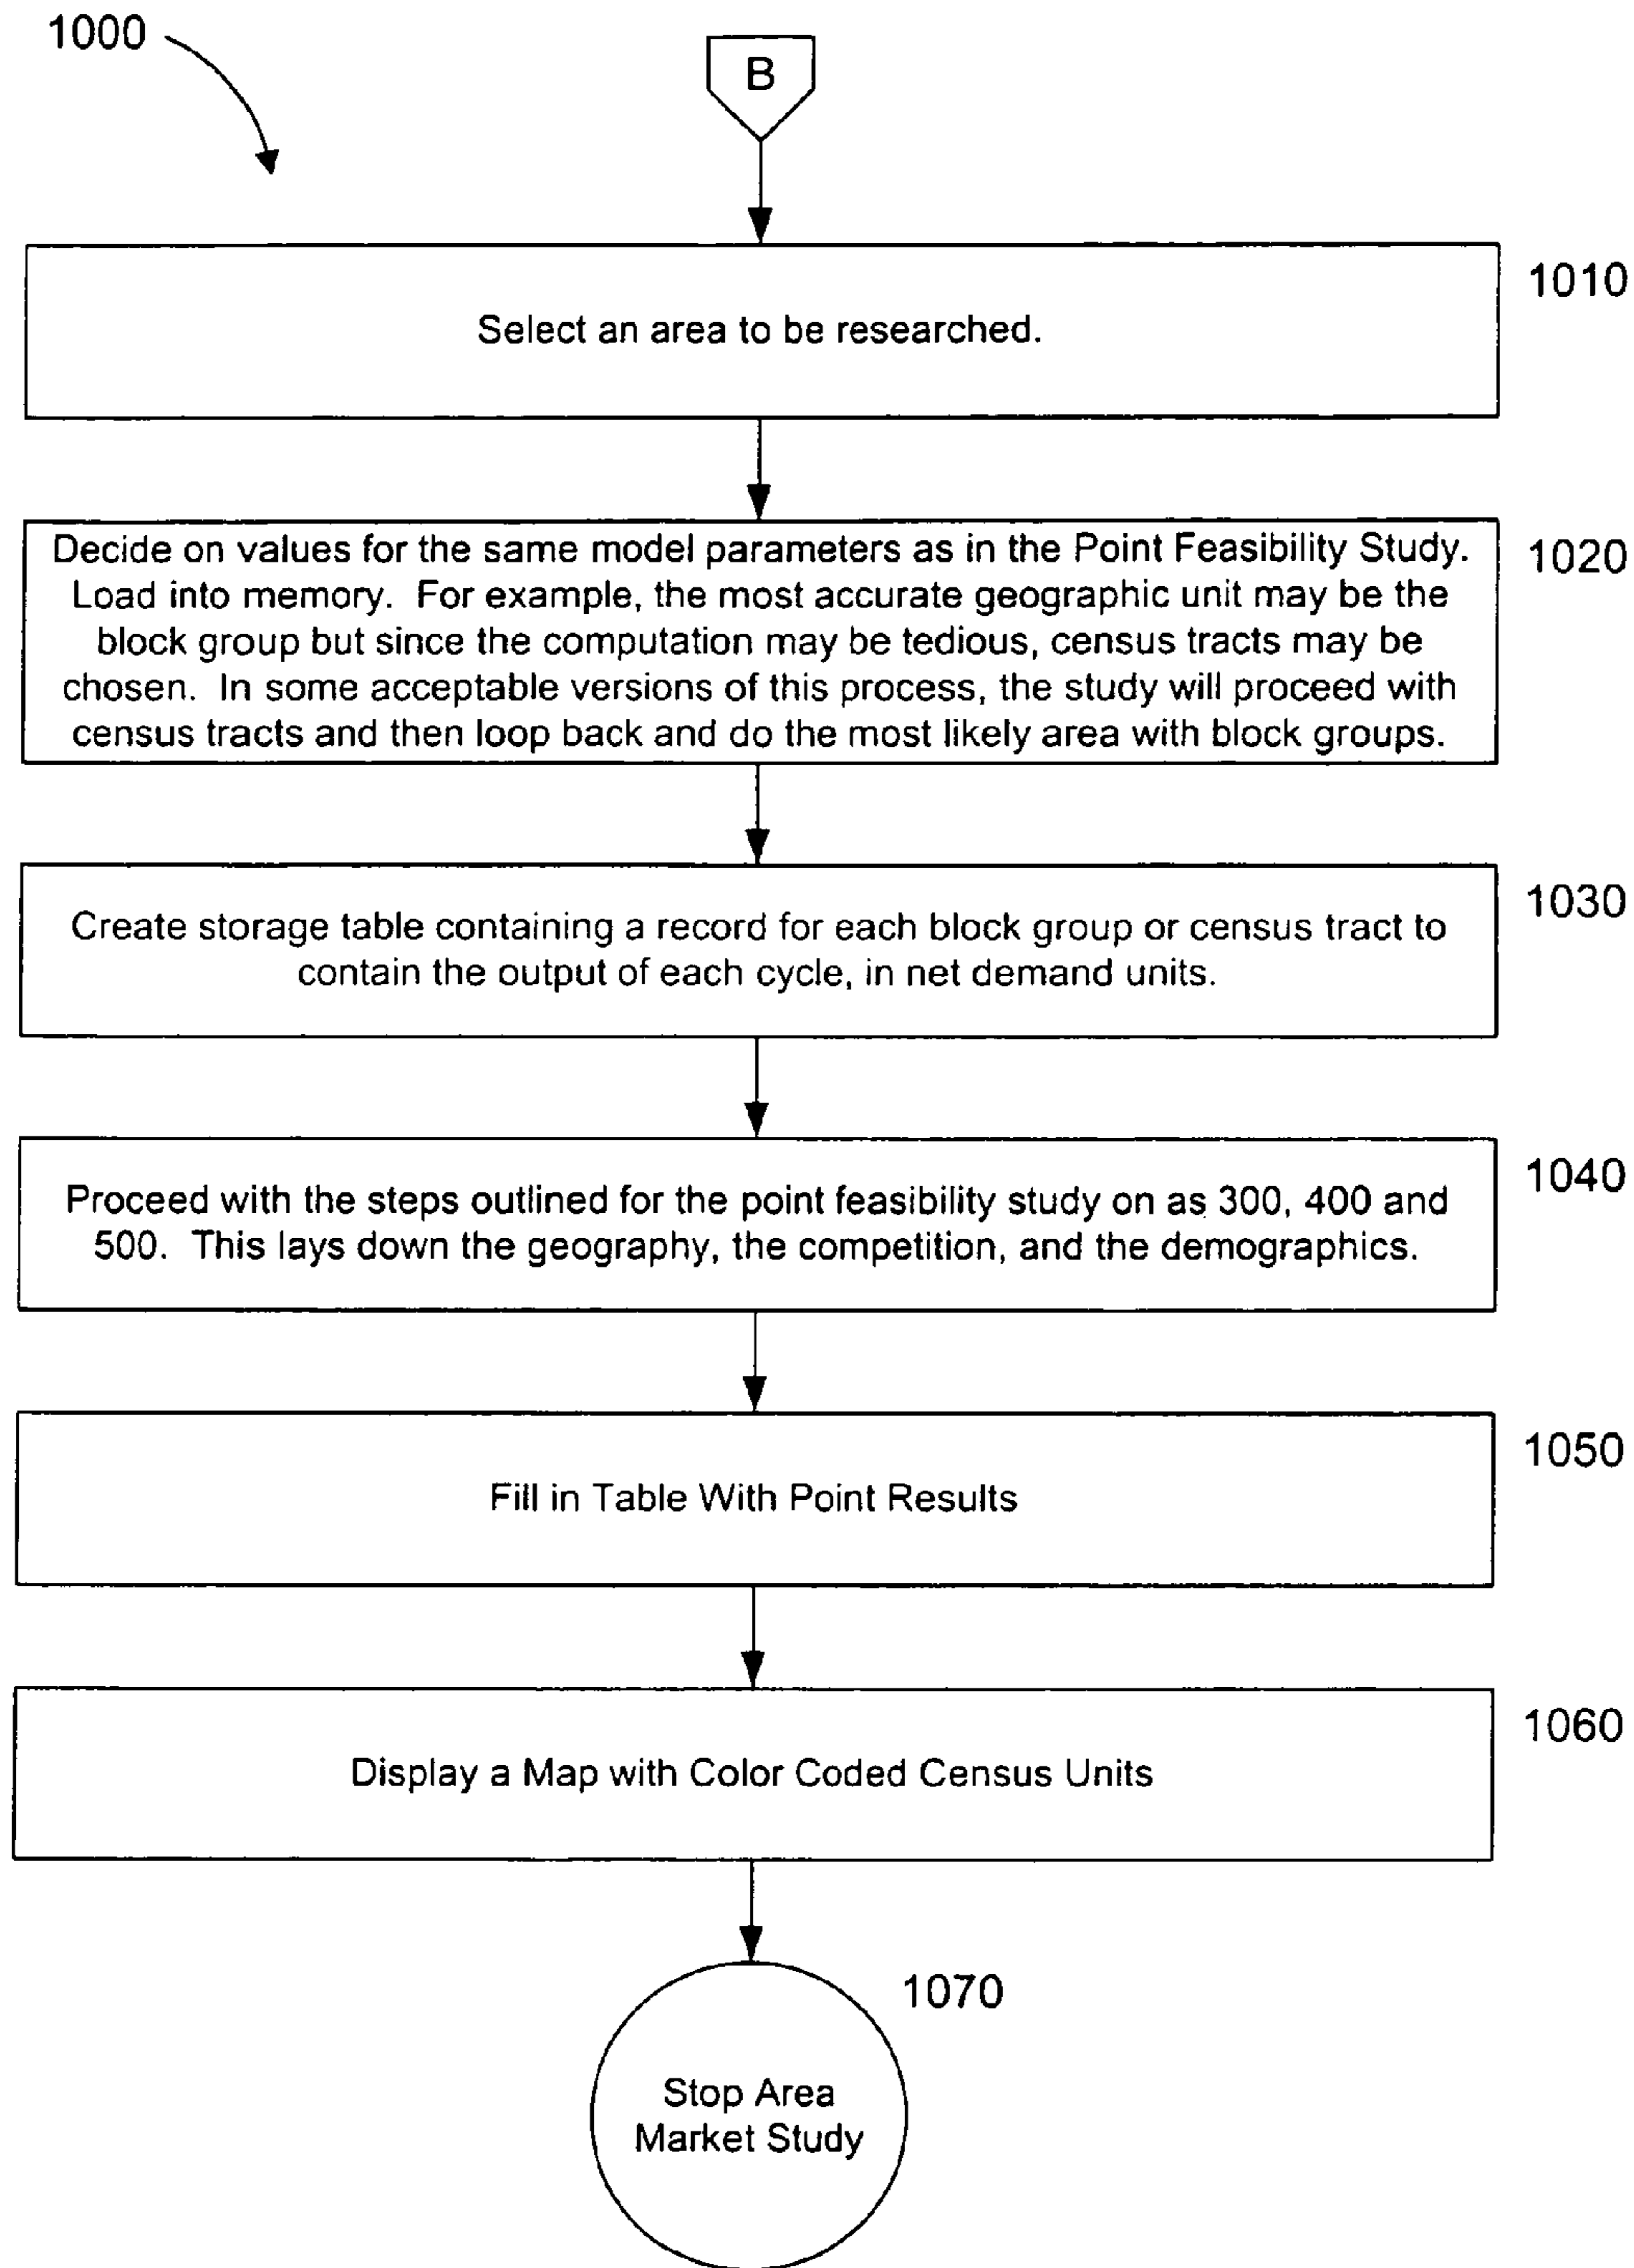 1000
B
1010
Select an area to be researched.
1020
Decide on values for the same model parameters as in the Point Feasibility Study.
Load into memory. For example, the most accurate geographic unit may be the
block group but since the computation may be tedious, census tracts may be
chosen. In some acceptable versions of this process, the study will proceed with
census tracts and then loop back and do the most likely area with block groups.
1030
Create storage table containing a record for each block group or census tract to
contain the output of each cycle, in net demand units.
1040
Proceed with the steps outlined for the point feasibility study on as 300, 400 and
500. This lays down the geography, the competition, and the demographics.
1050
Fill in Table With Point Results
1060
Display a Map with Color Coded Census Units
1070
Stop Area
Market Study